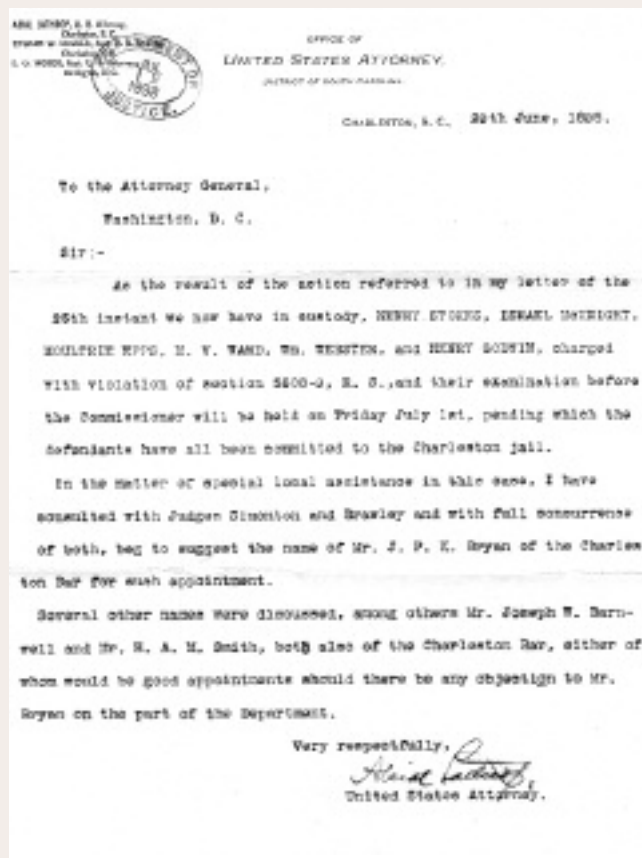 OFFICE OF
UNITED STATES ATTORNEY,
DISTRICT OF SOUTH CAROLINA.
DEPARTMENT OF
1898
JUSTICE.
CHARLESTON, S. C., June, 1898.
To the Attorney General,
Washington, D. C.
Sir:-
As the result of the action referred to in my letter of the
instant we now have in custody, HENRY STOKES, ISRAEL McKNIGHT,
MOULTRIE EPPS, M. V. WARD, WM. WEBSTER, and HENRY GODWIN, charged
with violation of section R. S.,and their examination before
the Commissioner will be held on Friday July 1st, pending which the
defendants have all been committed to the Charleston jail.
In the matter of special local assistance in this case, I have
consulted with Judges Simonton and Brawley and with full concurrence
of both, beg to suggest the name of Mr. J. P. K. Bryan of the Charles
ton Bar for such appointment.
Several other names were discussed, among others Mr. Joseph W. Barn-
well and Mr. H. A. M. Smith, both also of the Charleston Bar, either of
whom would be good appointments should there be any objection to Mr.
Bryan on the part of the Department.
Very respectfully,
United States Attorney.